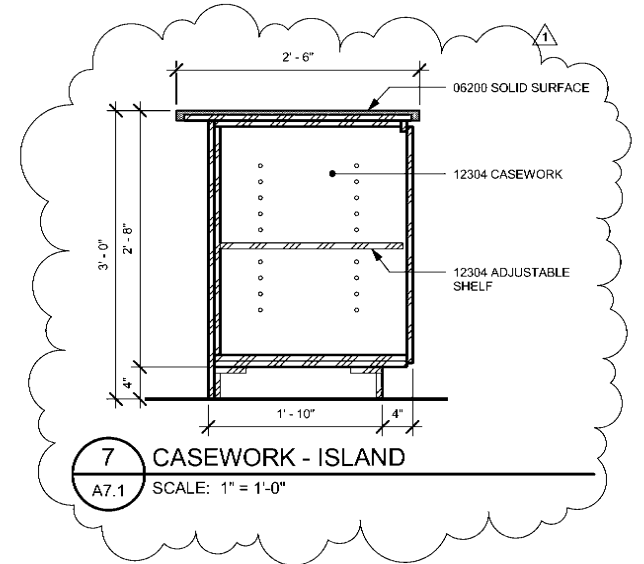 1
2' - 6"
06200 SOLID SURFACE
12304 CASEWORK
3' - 0"
2' - 8"
12304 ADJUSTABLE
SHELF
4"
1' - 10"
4"
7
CASEWORK - ISLAND
A7.1
SCALE: 1" = 1'-0"